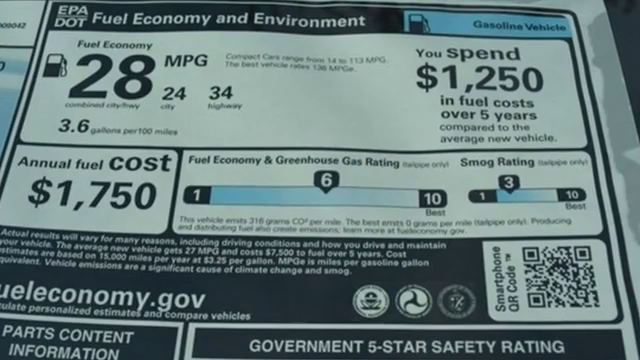 EPA
DOT
Fuel Economy and Environment
Gasoline Vehicle
Fuel Economy
28 MPG
combined city/hwy
24
city
34
highway
3.6 gallons per 100 miles
Compact Cars range from 14 to 113 MPG.
The best vehicle rates 136 MPGe.
You spend
$1,250
in fuel costs
over 5 years
compared to the
average new vehicle.
Annual fuel cost
$1,750
Fuel Economy & Greenhouse Gas Rating (tailpipe only)
1
6
10
Best
Smog Rating (tailpipe only)
1
3
10
Best
This vehicle emits 316 grams CO2 per mile. The best emits 0 grams per mile (tailpipe only). Producing
and distributing fuel also create emissions; learn more at fueleconomy.gov.
Actual results will vary for many reasons, including driving conditions and how you drive and maintain
your vehicle. The average new vehicle gets 27 MPG and costs $7,500 to fuel over 5 years. Cost
estimates are based on 15,000 miles per year at $3.25 per gallon. MPGe is miles per gasoline gallon
equivalent. Vehicle emissions are a significant cause of climate change and smog.
fueleconomy.gov
culate personalized estimates and compare vehicles
Smartphone
QR Code™
PARTS CONTENT
INFORMATION
GOVERNMENT 5-STAR SAFETY RATING